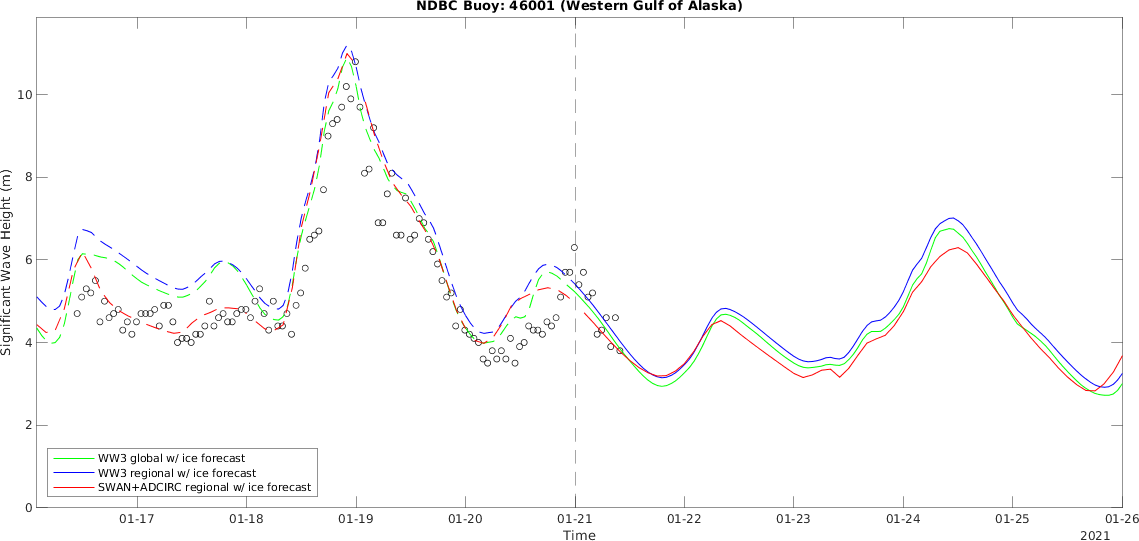 NDBC Buoy: 46001 (Western Gulf of Alaska)
Significant Wave Height (m)
10
8
6
4
2
0
WW3 global w/ ice forecast
WW3 regional w/ ice forecast
SWAN+ADCIRC regional w/ ice forecast
01-17 01-18 01-19 01-20 01-21 01-22 01-23 01-24 01-25 01-26
Time
2021